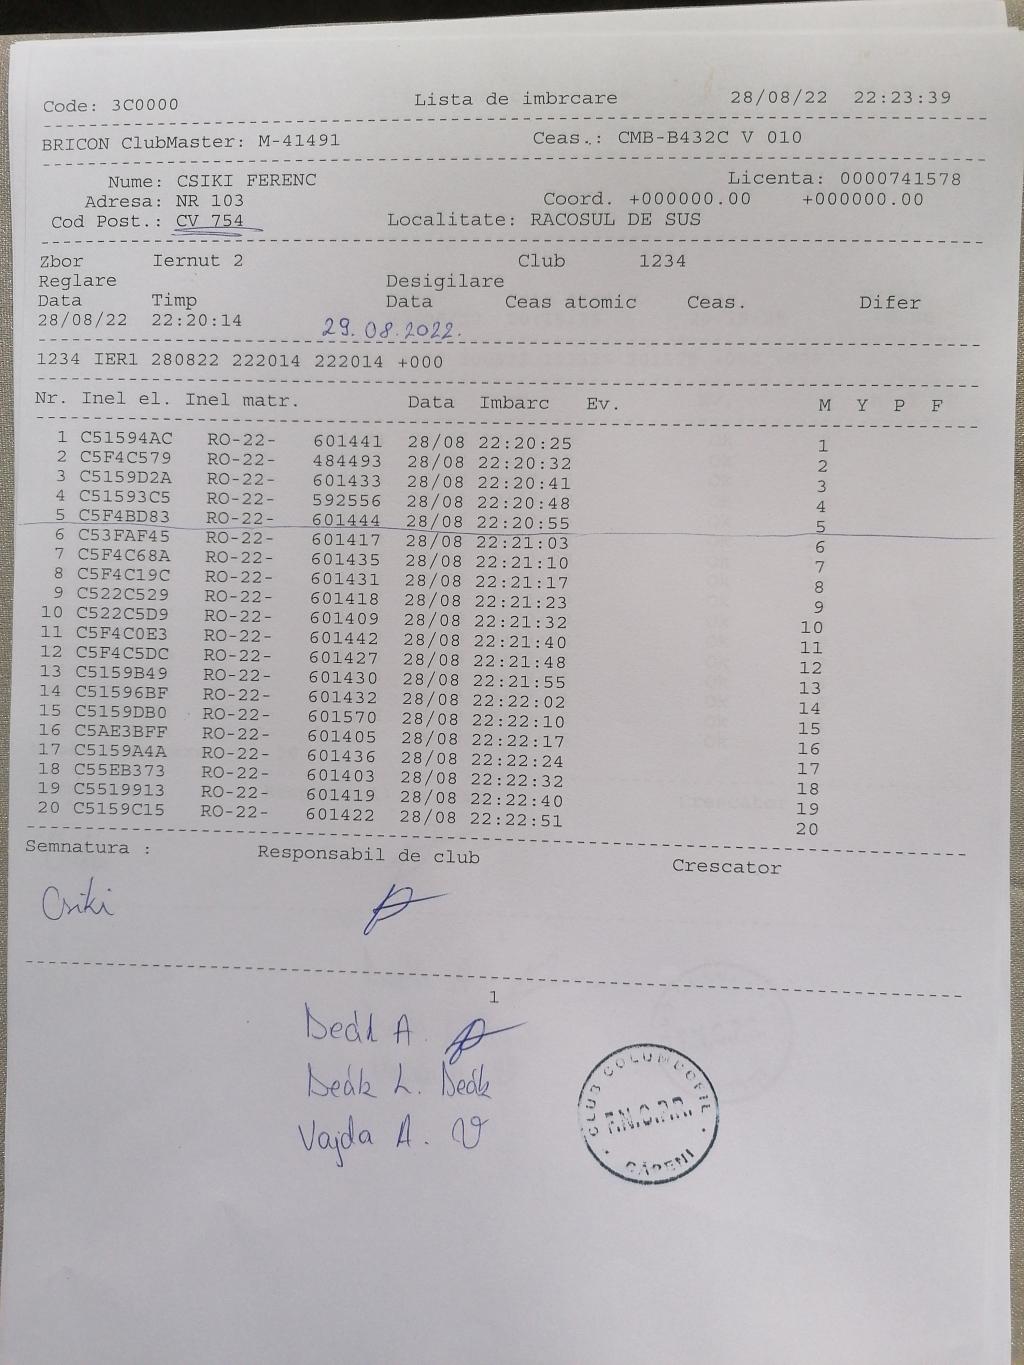 Code: 3C0000 Lista de imbrcare 28/08/22 22:23:39
BRICON ClubMaster: M-41491 Ceas.: CMB-B432C V 010
Nume: CSIKI FERENC Licenta: 0000741578
Adresa: NR 103 Coord. +000000.00 +000000.00
Cod Post.: CV 754 Localitate: RACOSUL DE SUS
Zbor Iernut 2 Club 1234
Reglare Desigilare
Data Timp Data Ceas atomic Ceas. Difer
28/08/22 22:20:14 29.08.2022.
1234 IER1 280822 222014 222014 +000
Nr. Inel el. Inel matr. Data Imbarc Ev. M Y P F
1 C51594AC RO-22- 601441 28/08 22:20:25 1
2 C5F4C579 RO-22- 484493 28/08 22:20:32 2
3 C5159D2A RO-22- 601433 28/08 22:20:41 3
4 C51593C5 RO-22- 592556 28/08 22:20:48 4
5 C5F4BD83 RO-22- 601444 28/08 22:20:55 5
6 C53FAF45 RO-22- 601417 28/08 22:21:03 6
7 C5F4C68A RO-22- 601435 28/08 22:21:10 7
8 C5F4C19C RO-22- 601431 28/08 22:21:17 8
9 C522C529 RO-22- 601418 28/08 22:21:23 9
10 C522C5D9 RO-22- 601409 28/08 22:21:32 10
11 C5F4C0E3 RO-22- 601442 28/08 22:21:40 11
12 C5F4C5DC RO-22- 601427 28/08 22:21:48 12
13 C5159B49 RO-22- 601430 28/08 22:21:55 13
14 C51596BF RO-22- 601432 28/08 22:22:02 14
15 C5159DB0 RO-22- 601570 28/08 22:22:10 15
16 C5AE3BFF RO-22- 601405 28/08 22:22:17 16
17 C5159A4A RO-22- 601436 28/08 22:22:24 17
18 C55EB373 RO-22- 601403 28/08 22:22:32 18
19 C5519913 RO-22- 601419 28/08 22:22:40 19
20 C5159C15 RO-22- 601422 28/08 22:22:51 20
Semnatura : Responsabil de club Crescator
Csiki
1
Deák A.
Deák L. Deák
Vajda A. V
CLUB COLUMBOFIL
F.N.C.P.R.
CĂPENI